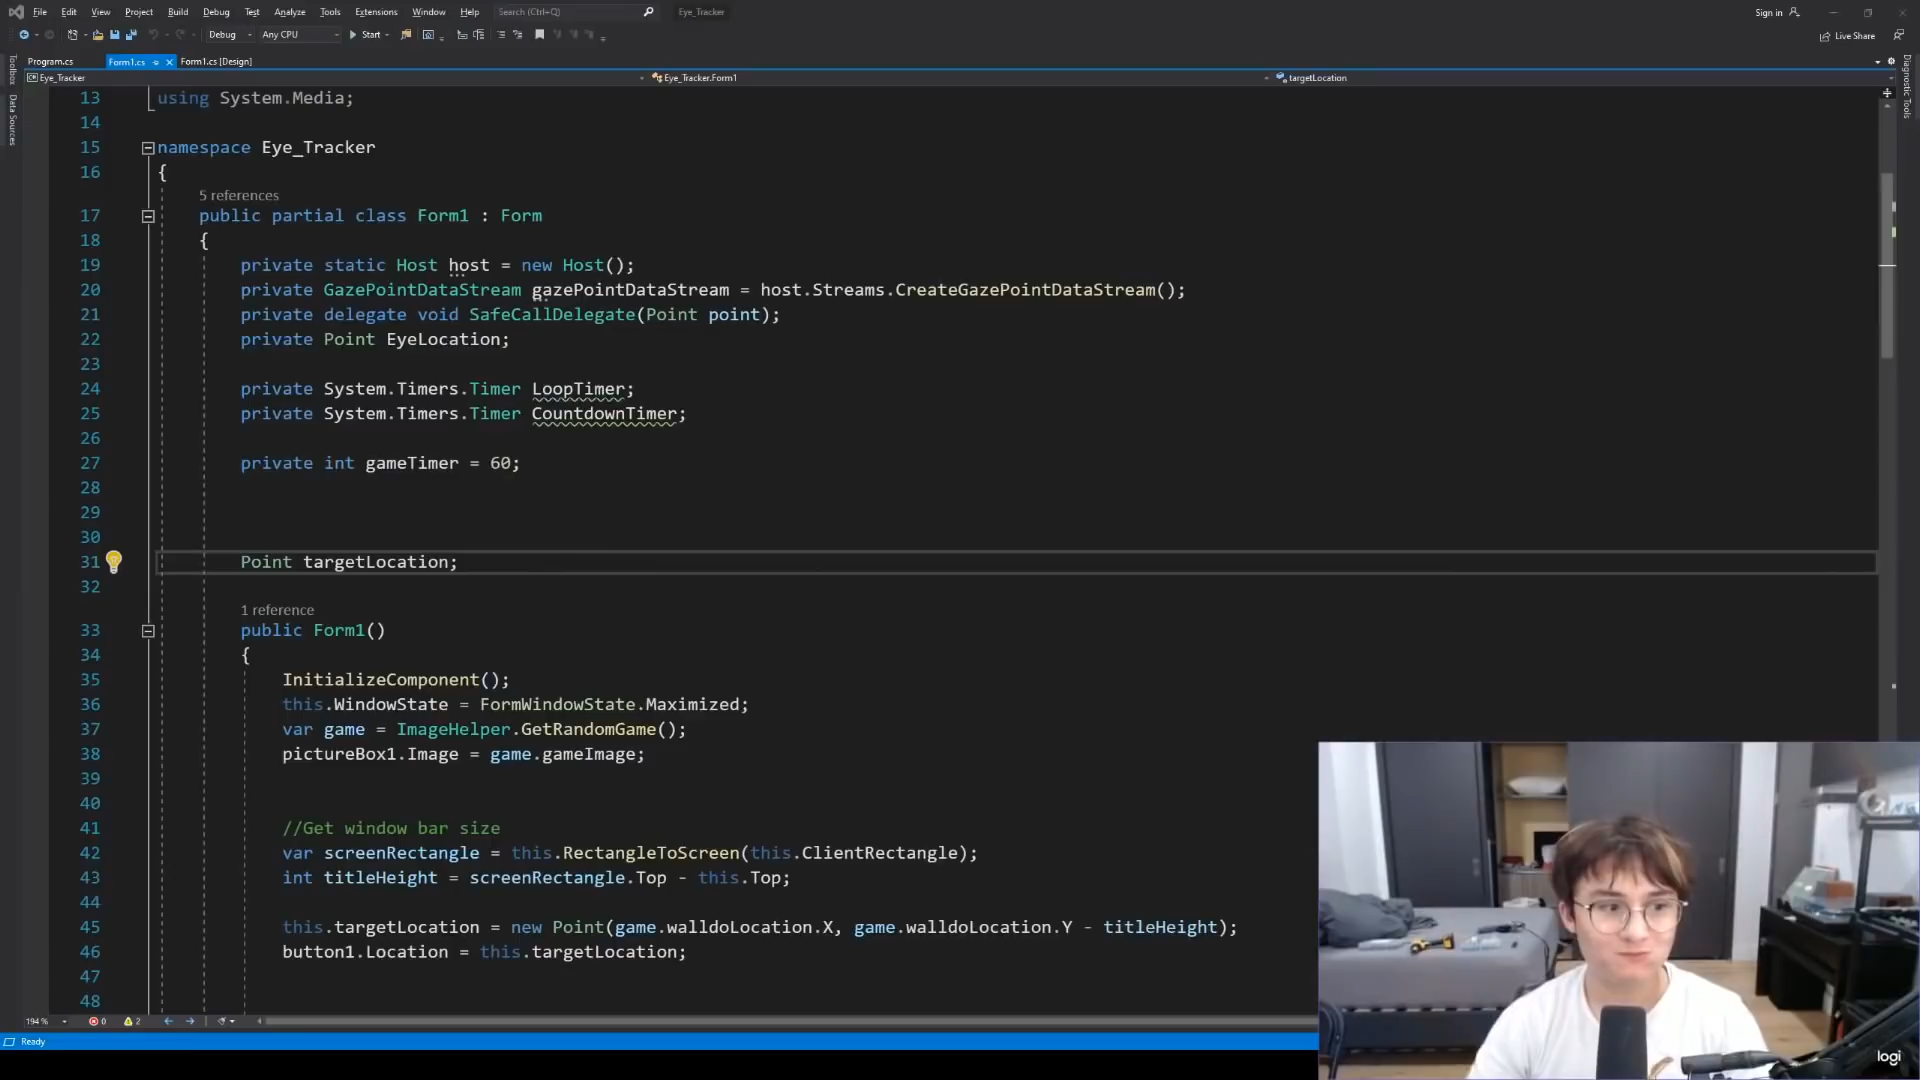 File Edit View Project Build Debug Test Analyze Tools Extensions Window Help Search (Ctrl+Q) Eye_Tracker Sign in
Debug Any CPU Start Live Share
Program.cs Form1.cs Form1.cs [Design]
Eye_Tracker Eye_Tracker.Form1 targetLocation
Toolbox
Data Sources
Diagnostic Tools
13 using System.Media;
14
15 namespace Eye_Tracker
16 {
5 references
17 public partial class Form1 : Form
18 {
19 private static Host host = new Host();
20 private GazePointDataStream gazePointDataStream = host.Streams.CreateGazePointDataStream();
21 private delegate void SafeCallDelegate(Point point);
22 private Point EyeLocation;
23
24 private System.Timers.Timer LoopTimer;
25 private System.Timers.Timer CountdownTimer;
26
27 private int gameTimer = 60;
28
29
30
31 Point targetLocation;
32
1 reference
33 public Form1()
34 {
35 InitializeComponent();
36 this.WindowState = FormWindowState.Maximized;
37 var game = ImageHelper.GetRandomGame();
38 pictureBox1.Image = game.gameImage;
39
40
41 //Get window bar size
42 var screenRectangle = this.RectangleToScreen(this.ClientRectangle);
43 int titleHeight = screenRectangle.Top - this.Top;
44
45 this.targetLocation = new Point(game.walldoLocation.X, game.walldoLocation.Y - titleHeight);
46 button1.Location = this.targetLocation;
47
48
194 % 0 2
Ready
logi